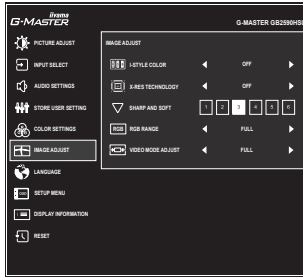 iiyama
G-MASTER
G-MASTER GB2590HS
PICTURE ADJUST
INPUT SELECT
AUDIO SETTINGS
STORE USER SETTING
COLOR SETTINGS
IMAGE ADJUST
LANGUAGE
OSD SETUP MENU
DISPLAY INFORMATION
RESET
IMAGE ADJUST
I-STYLE COLOR OFF
X-RES TECHNOLOGY OFF
SHARP AND SOFT 1 2 3 4 5 6
RGB RGB RANGE FULL
VIDEO MODE ADJUST FULL